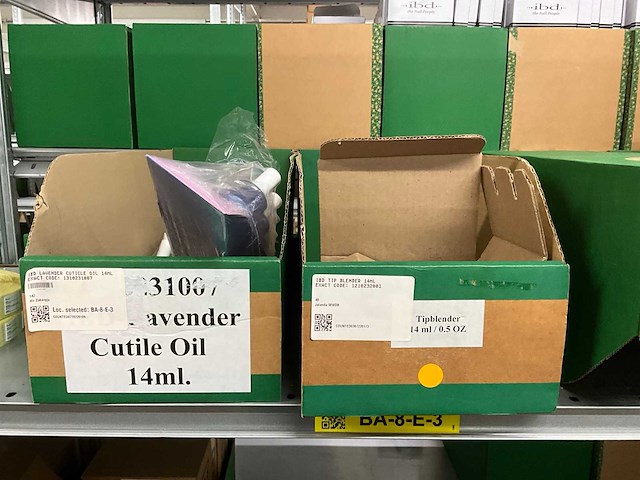 ibd
ibd
IBD LAVENDER CUTICLE OIL 14ML
EXACT CODE: 1310231007
Loc. selected: BA-8-E-3
31007
avender
Cutile Oil
14ml.
IBD TIP BLENDER 14ML
EXACT CODE: 1210232001
Tipblender
14 ml / 0.5 OZ
BA-8-E-3